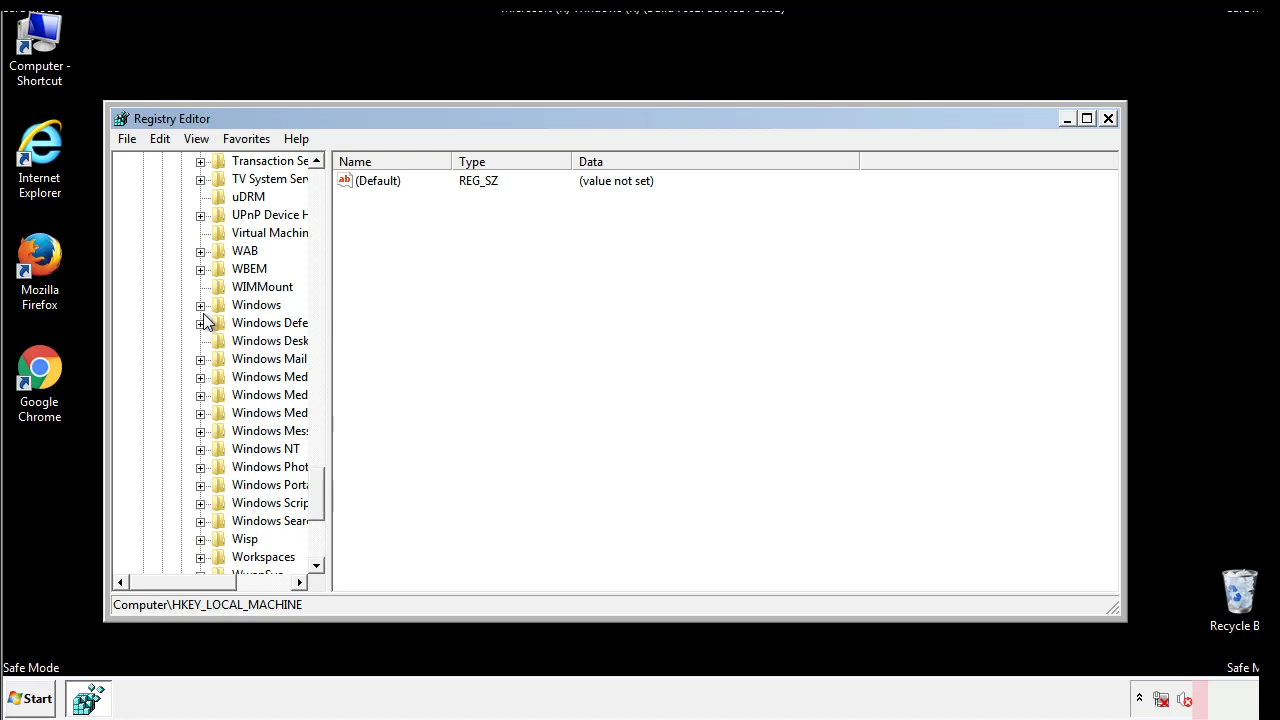 Computer -
Shortcut
Internet
Explorer
Mozilla
Firefox
Google
Chrome
Registry Editor
File Edit View Favorites Help
Transaction Se
TV System Serv
uDRM
UPnP Device H
Virtual Machin
WAB
WBEM
WIMMount
Windows
Windows Defe
Windows Desk
Windows Mail
Windows Med
Windows Med
Windows Med
Windows Mess
Windows NT
Windows Phot
Windows Porta
Windows Scrip
Windows Sear
Wisp
Workspaces
Name Type Data
(Default) REG_SZ (value not set)
Computer\HKEY_LOCAL_MACHINE
Recycle B
Safe Mode
Safe M
Start